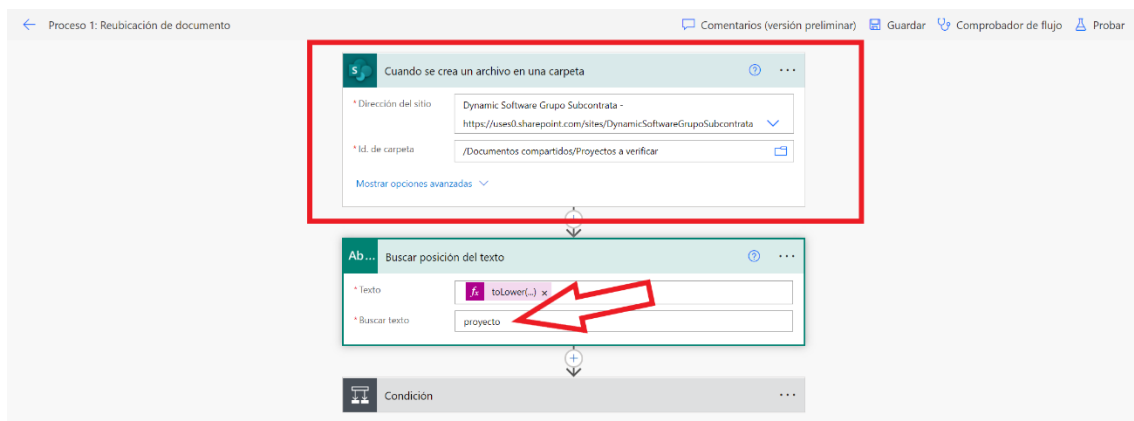 Proceso 1: Reubicación de documento
Comentarios (versión preliminar)
Guardar
Comprobador de flujo
Probar
S
Cuando se crea un archivo en una carpeta
* Dirección del sitio
Dynamic Software Grupo Subcontrata -
https://uses0.sharepoint.com/sites/DynamicSoftwareGrupoSubcontrata
* Id. de carpeta
/Documentos compartidos/Proyectos a verificar
Mostrar opciones avanzadas
Ab...
Buscar posición del texto
* Texto
fx toLower(...) x
* Buscar texto
proyecto
Condición